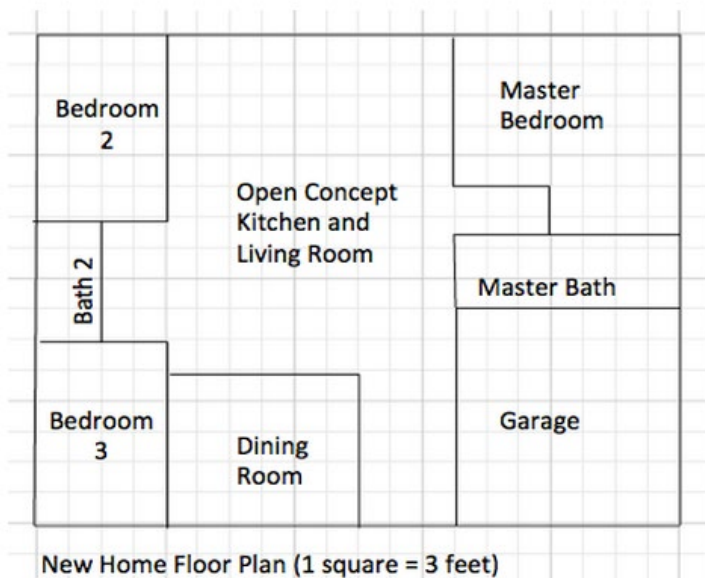 Bedroom
2
Master
Bedroom
Open Concept
Kitchen and
Living Room
Bath 2
Master Bath
Bedroom
3
Dining
Room
Garage
New Home Floor Plan (1 square = 3 feet)